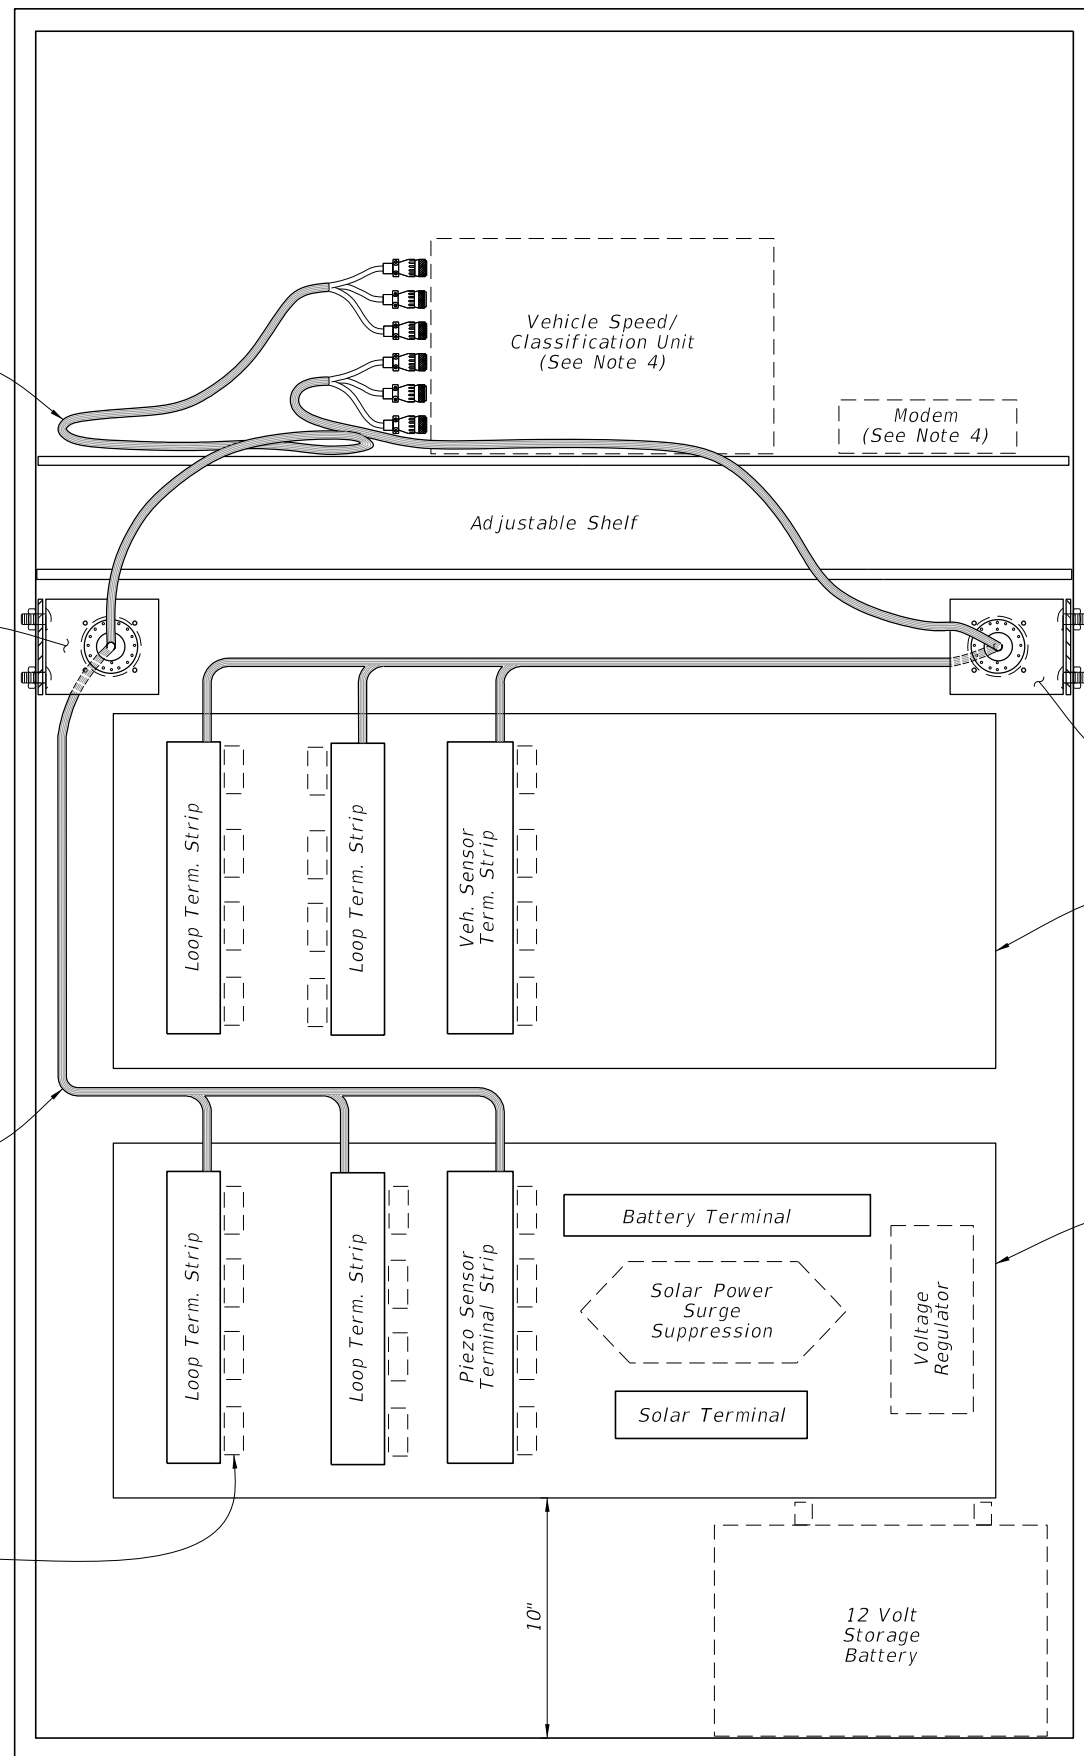 Vehicle Speed/
Classification Unit
(See Note 4)
Modem
(See Note 4)
Adjustable Shelf
Loop Term. Strip
Loop Term. Strip
Veh. Sensor
Term. Strip
Loop Term. Strip
Loop Term. Strip
Piezo Sensor
Terminal Strip
Battery Terminal
Solar Power
Surge
Suppression
Voltage
Regulator
Solar Terminal
10"
12 Volt
Storage
Battery